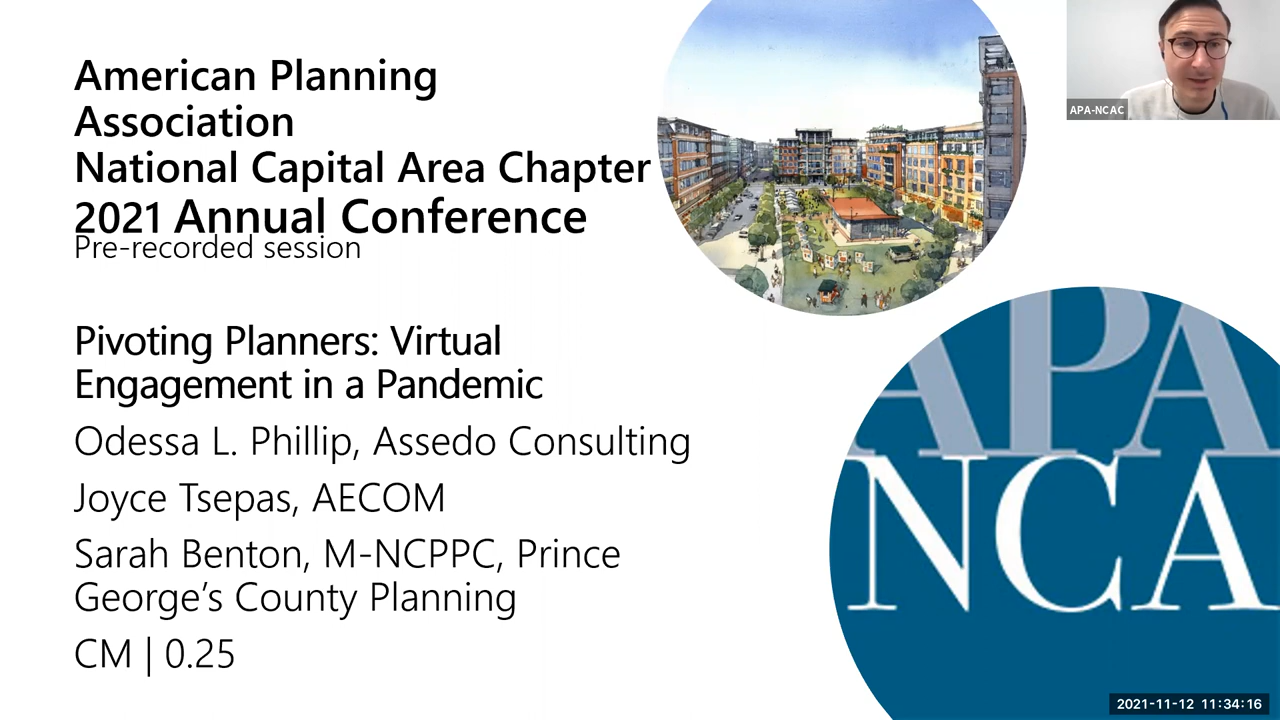 American Planning
Association
National Capital Area Chapter
2021 Annual Conference
Pre-recorded session
Pivoting Planners: Virtual
Engagement in a Pandemic
Odessa L. Phillip, Assedo Consulting
Joyce Tsepas, AECOM
Sarah Benton, M-NCPPC, Prince
George’s County Planning
CM | 0.25
APA-NCAC
APA
NCA
2021-11-12 11:34:16